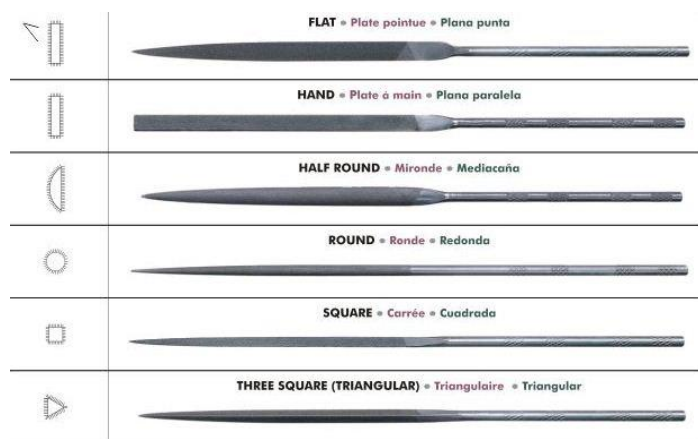 FLAT • Plate pointue • Plana punta
HAND • Plate à main • Plana paralela
HALF ROUND • Mironde • Mediacaña
ROUND • Ronde • Redonda
SQUARE • Carrée • Cuadrada
THREE SQUARE (TRIANGULAR) • Triangulaire • Triangular